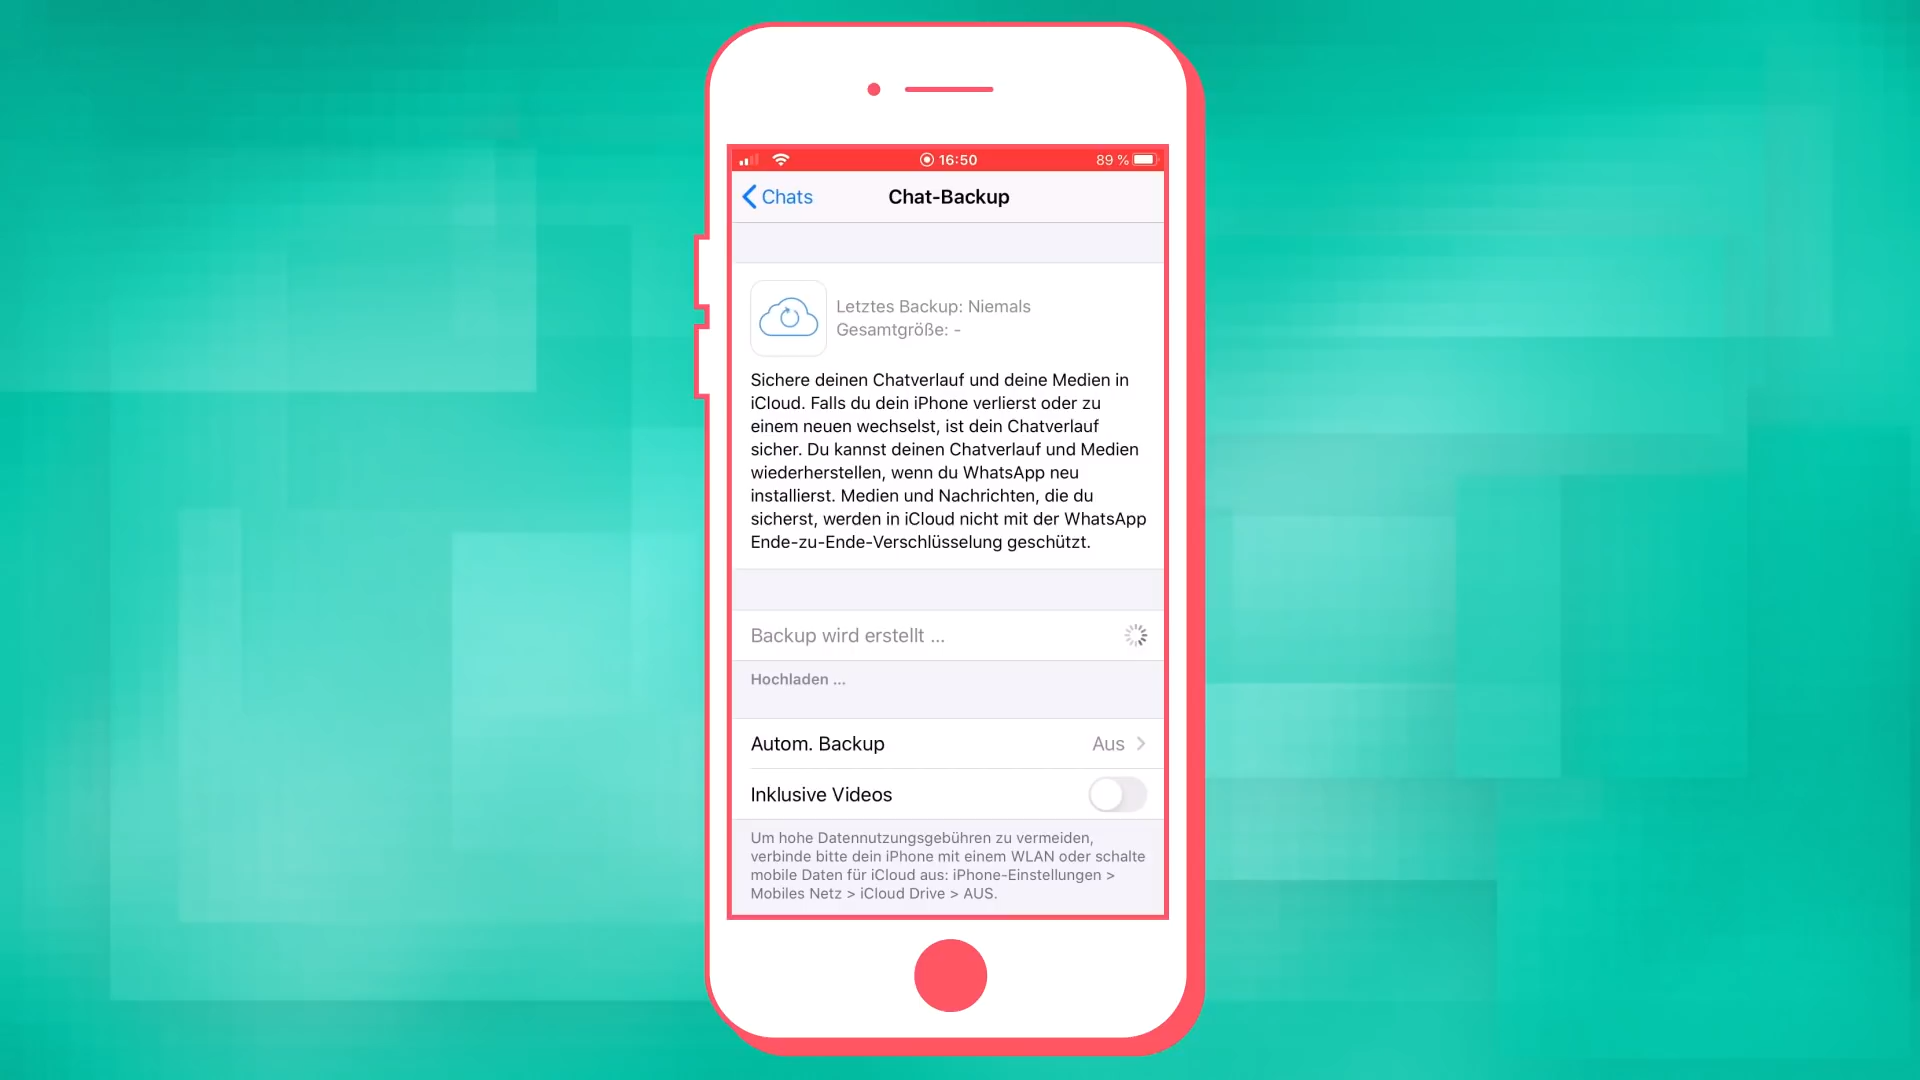 16:50
89 %
Chats
Chat-Backup
Letztes Backup: Niemals
Gesamtgröße: -
Sichere deinen Chatverlauf und deine Medien in
iCloud. Falls du dein iPhone verlierst oder zu
einem neuen wechselst, ist dein Chatverlauf
sicher. Du kannst deinen Chatverlauf und Medien
wiederherstellen, wenn du WhatsApp neu
installierst. Medien und Nachrichten, die du
sicherst, werden in iCloud nicht mit der WhatsApp
Ende-zu-Ende-Verschlüsselung geschützt.
Backup wird erstellt ...
Hochladen ...
Autom. Backup
Aus
Inklusive Videos
Um hohe Datennutzungsgebühren zu vermeiden,
verbinde bitte dein iPhone mit einem WLAN oder schalte
mobile Daten für iCloud aus: iPhone-Einstellungen >
Mobiles Netz > iCloud Drive > AUS.